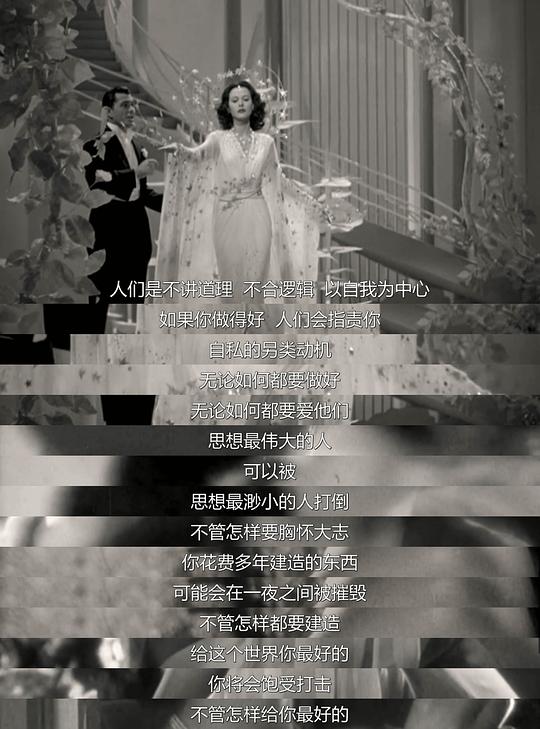 人们是不讲道理 不合逻辑 以自我为中心
如果你做得好 人们会指责你
自私的另类动机
无论如何都要做好
无论如何都要爱他们
思想最伟大的人
可以被
思想最渺小的人打倒
不管怎样要胸怀大志
你花费多年建造的东西
可能会在一夜之间被摧毁
不管怎样都要建造
给这个世界你最好的
你将会饱受打击
不管怎样给你最好的